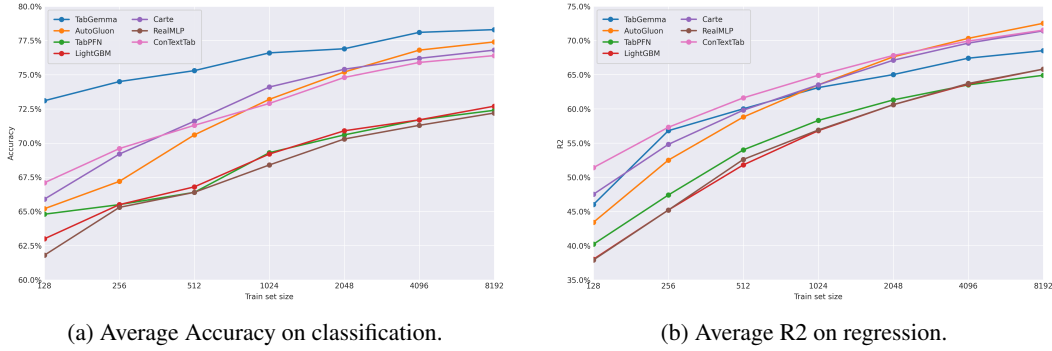 80.0%
TabGemma
AutoGluon
TabPFN
LightGBM
Carte
RealMLP
ConTextTab
77.5%
75.0%
72.5%
70.0%
67.5%
65.0%
62.5%
60.0%
Accuracy
128 256 512 1024 2048 4096 8192
Train set size
(a) Average Accuracy on classification.
75.0%
TabGemma
AutoGluon
TabPFN
LightGBM
Carte
RealMLP
ConTextTab
70.0%
65.0%
60.0%
55.0%
50.0%
45.0%
40.0%
35.0%
R2
128 256 512 1024 2048 4096 8192
Train set size
(b) Average R2 on regression.